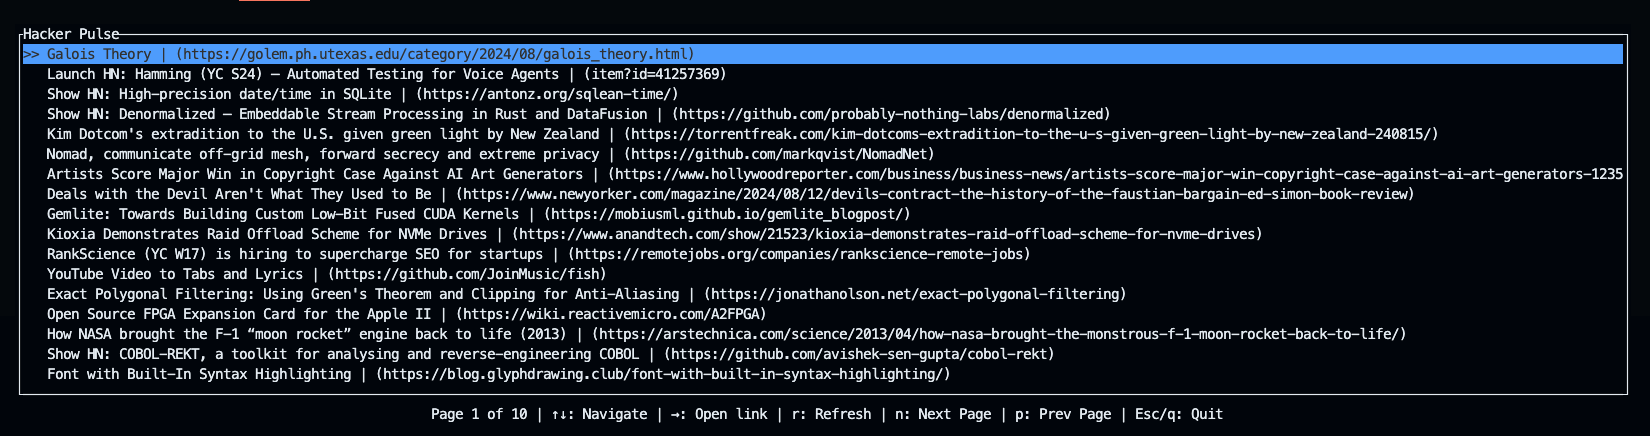 Hacker Pulse
>> Galois Theory | (https://golem.ph.utexas.edu/category/2024/08/galois_theory.html)
Launch HN: Hamming (YC S24) – Automated Testing for Voice Agents | (item?id=41257369)
Show HN: High-precision date/time in SQLite | (https://antonz.org/sqlean-time/)
Show HN: Denormalized – Embeddable Stream Processing in Rust and DataFusion | (https://github.com/probably-nothing-labs/denormalized)
Kim Dotcom's extradition to the U.S. given green light by New Zealand | (https://torrentfreak.com/kim-dotcoms-extradition-to-the-u-s-given-green-light-by-new-zealand-240815/)
Nomad, communicate off-grid mesh, forward secrecy and extreme privacy | (https://github.com/markqvist/NomadNet)
Artists Score Major Win in Copyright Case Against AI Art Generators | (https://www.hollywoodreporter.com/business/business-news/artists-score-major-win-copyright-case-against-ai-art-generators-1235
Deals with the Devil Aren't What They Used to Be | (https://www.newyorker.com/magazine/2024/08/12/devils-contract-the-history-of-the-faustian-bargain-ed-simon-book-review)
Gemlite: Towards Building Custom Low-Bit Fused CUDA Kernels | (https://mobiusml.github.io/gemlite_blogpost/)
Kioxia Demonstrates Raid Offload Scheme for NVMe Drives | (https://www.anandtech.com/show/21523/kioxia-demonstrates-raid-offload-scheme-for-nvme-drives)
RankScience (YC W17) is hiring to supercharge SEO for startups | (https://remotejobs.org/companies/rankscience-remote-jobs)
YouTube Video to Tabs and Lyrics | (https://github.com/JoinMusic/fish)
Exact Polygonal Filtering: Using Green's Theorem and Clipping for Anti-Aliasing | (https://jonathanolson.net/exact-polygonal-filtering)
Open Source FPGA Expansion Card for the Apple II | (https://wiki.reactivemicro.com/A2FPGA)
How NASA brought the F-1 “moon rocket” engine back to life (2013) | (https://arstechnica.com/science/2013/04/how-nasa-brought-the-monstrous-f-1-moon-rocket-back-to-life/)
Show HN: COBOL-REKT, a toolkit for analysing and reverse-engineering COBOL | (https://github.com/avishek-sen-gupta/cobol-rekt)
Font with Built-In Syntax Highlighting | (https://blog.glyphdrawing.club/font-with-built-in-syntax-highlighting/)
Page 1 of 10 | ↑↓: Navigate | →: Open link | r: Refresh | n: Next Page | p: Prev Page | Esc/q: Quit